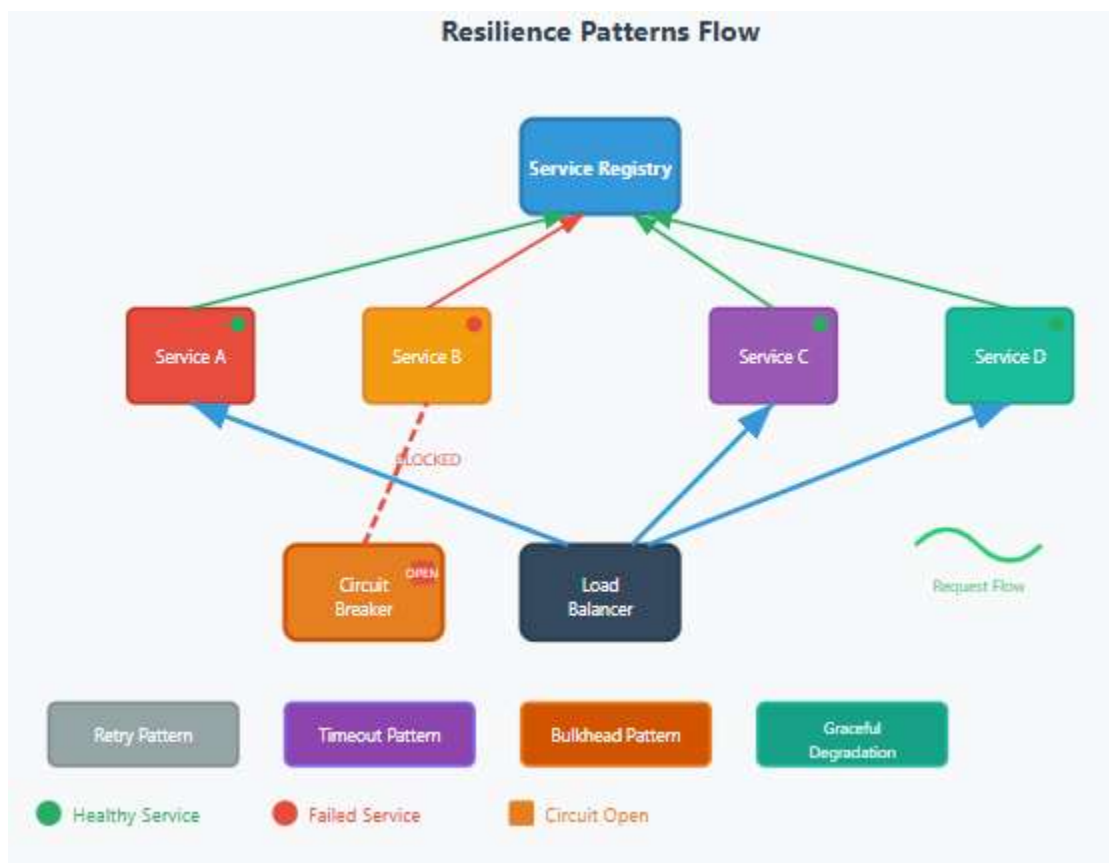 Resilience Patterns Flow
Service Registry
Service A
Service B
Service C
Service D
BLOCKED
Circuit
Breaker
OPEN
Load
Balancer
Request Flow
Retry Pattern
Timeout Pattern
Bulkhead Pattern
Graceful
Degradation
Healthy Service
Failed Service
Circuit Open